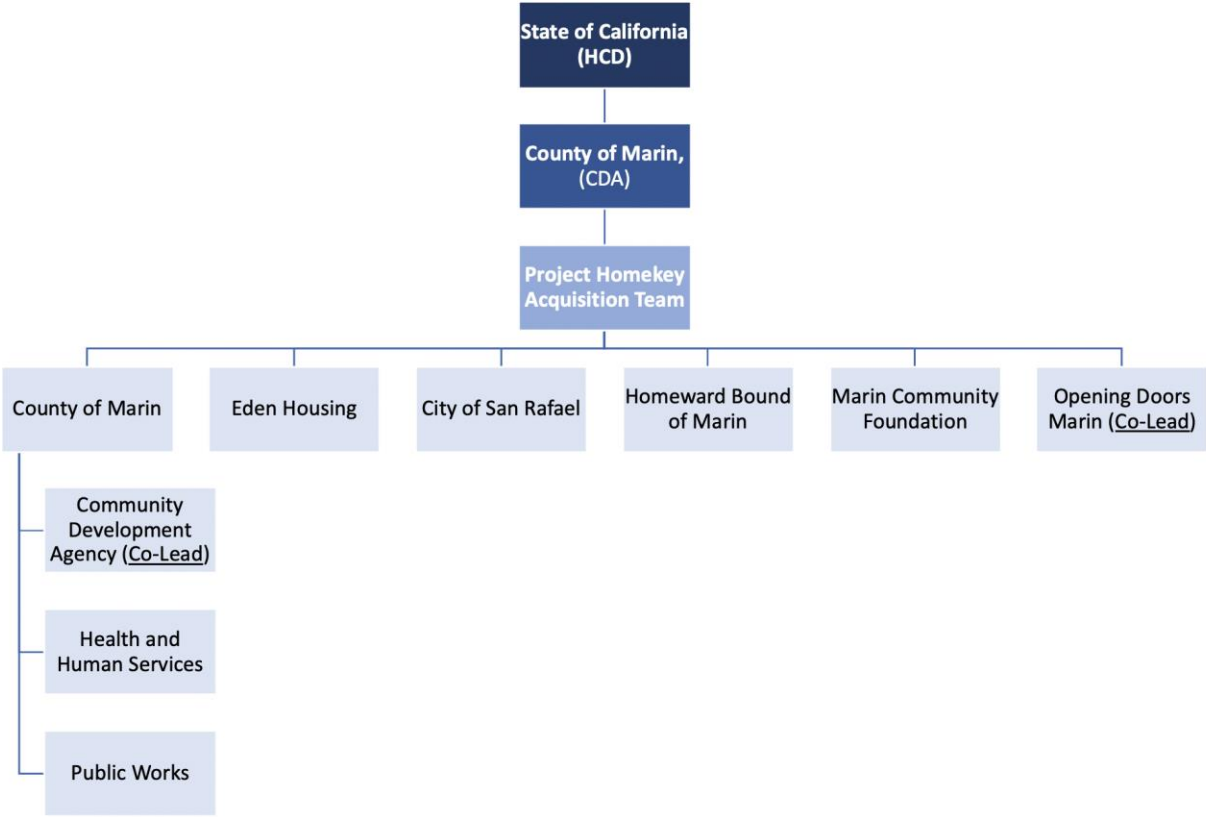 State of California
(HCD)
County of Marin,
(CDA)
Project Homekey
Acquisition Team
County of Marin
Eden Housing
City of San Rafael
Homeward Bound
of Marin
Marin Community
Foundation
Opening Doors
Marin (Co-Lead)
Community
Development
Agency (Co-Lead)
Health and
Human Services
Public Works